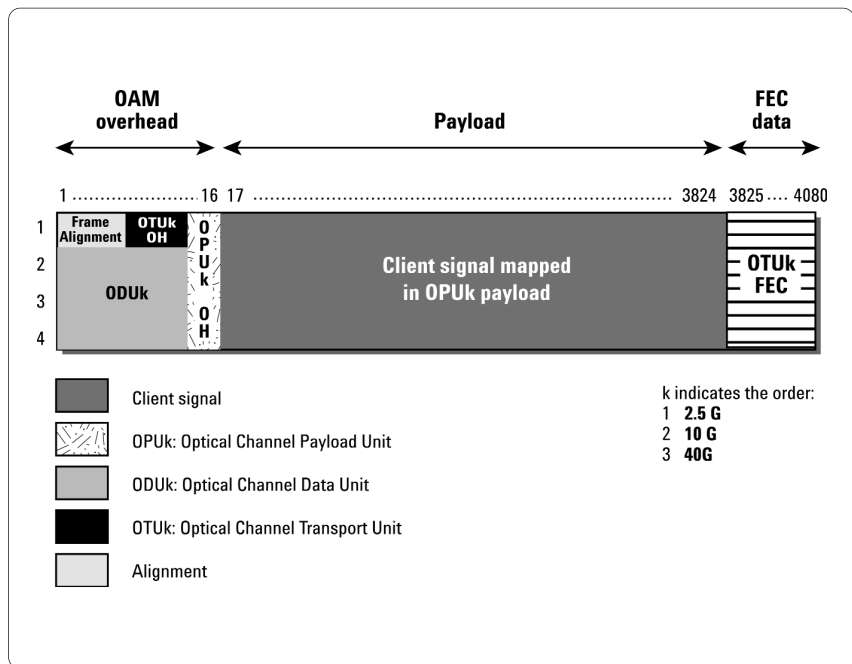 OAM
overhead
Payload
FEC
data
1 ...................... 16 17 ........................................................................................ 3824 3825 .... 4080
1
2
3
4
Frame
Alignment
OTUk
OH
OPUk OH
ODUk
Client signal mapped
in OPUk payload
OTUk
FEC
Client signal
OPUk: Optical Channel Payload Unit
ODUk: Optical Channel Data Unit
OTUk: Optical Channel Transport Unit
Alignment
k indicates the order:
1 2.5 G
2 10 G
3 40G